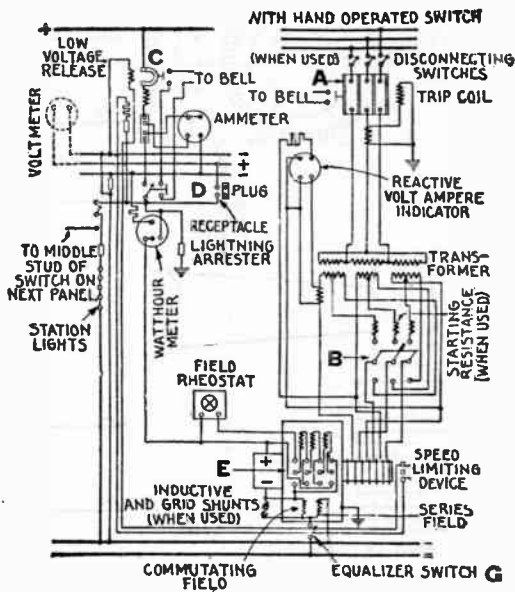 WITH HAND OPERATED SWITCH
+
LOW
VOLTAGE
RELEASE
C
TO BELL
(WHEN USED)
A
TO BELL
DISCONNECTING
SWITCHES
TRIP COIL
VOLTMETER
AMMETER
D
PLUG
RECEPTACLE
LIGHTNING
ARRESTER
REACTIVE
VOLT AMPERE
INDICATOR
TO MIDDLE
STUD OF
SWITCH ON
NEXT PANEL
STATION
LIGHTS
WATTHOUR
METER
TRANS-
FORMER
B
STARTING
RESISTANCE
(WHEN USED)
FIELD
RHEOSTAT
E
+
−
SPEED
LIMITING
DEVICE
INDUCTIVE
AND GRID SHUNTS
(WHEN USED)
SERIES
FIELD
COMMUTATING
FIELD
EQUALIZER SWITCH G